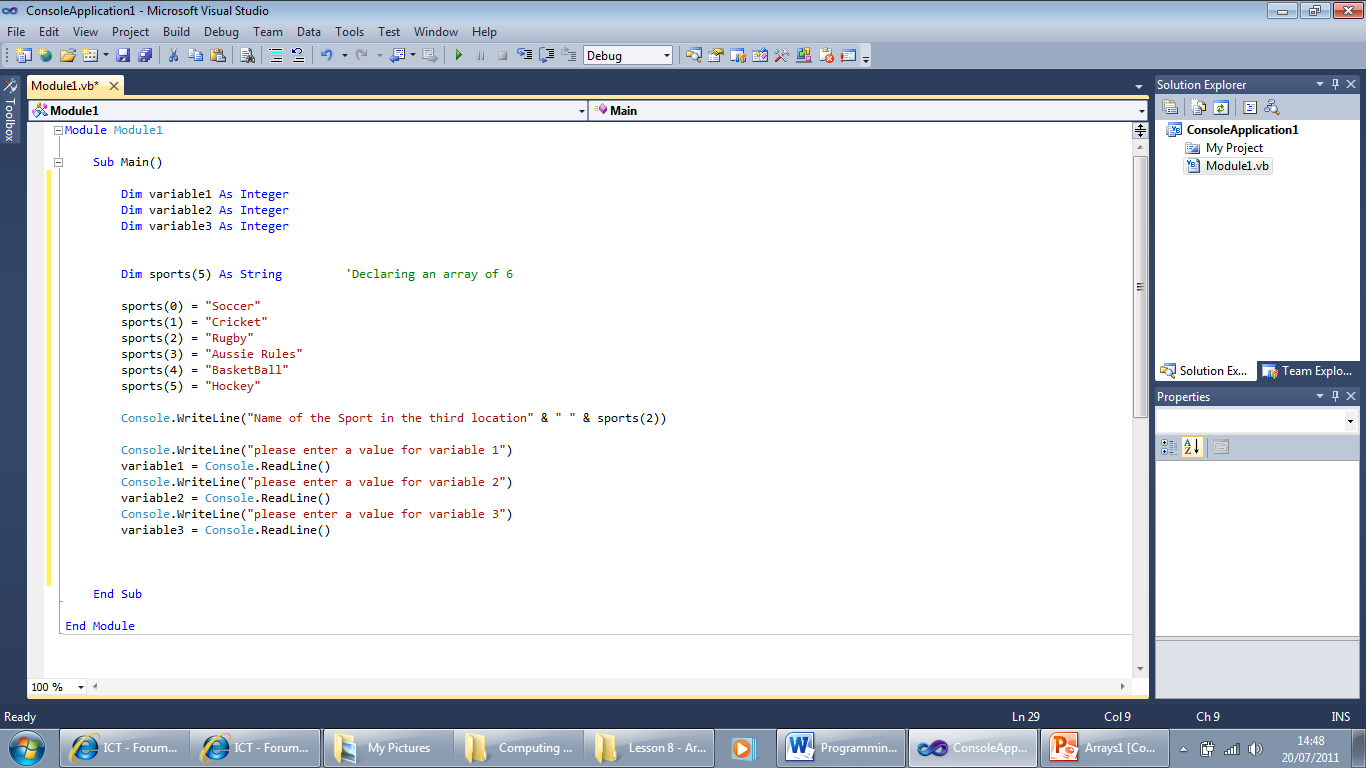 ConsoleApplication1 - Microsoft Visual Studio
File Edit View Project Build Debug Team Data Tools Test Window Help
Debug
Toolbox
Module1.vb*
Module1
Main
Module Module1
Sub Main()
Dim variable1 As Integer
Dim variable2 As Integer
Dim variable3 As Integer
Dim sports(5) As String 'Declaring an array of 6
sports(0) = "Soccer"
sports(1) = "Cricket"
sports(2) = "Rugby"
sports(3) = "Aussie Rules"
sports(4) = "BasketBall"
sports(5) = "Hockey"
Console.WriteLine("Name of the Sport in the third location" & " " & sports(2))
Console.WriteLine("please enter a value for variable 1")
variable1 = Console.ReadLine()
Console.WriteLine("please enter a value for variable 2")
variable2 = Console.ReadLine()
Console.WriteLine("please enter a value for variable 3")
variable3 = Console.ReadLine()
End Sub
End Module
100 %
Solution Explorer
ConsoleApplication1
My Project
Module1.vb
Solution Ex... Team Explo...
Properties
Ready Ln 29 Col 9 Ch 9 INS
ICT - Forum... ICT - Forum... My Pictures Computing ... Lesson 8 - Ar... Programmin... ConsoleApp... Arrays1 [Co...
14:48
20/07/2011